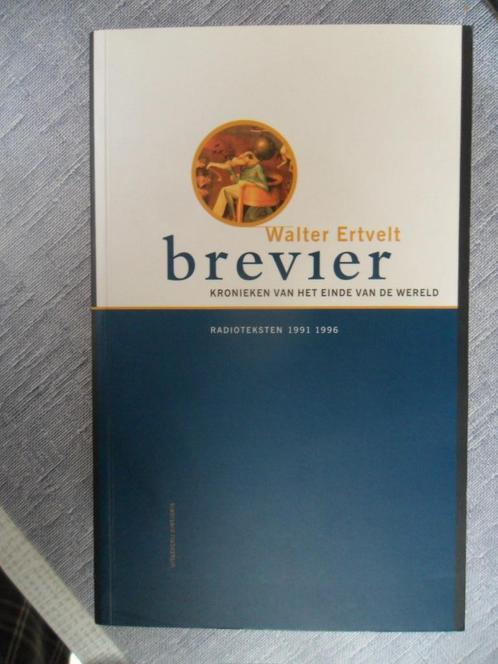 Walter Ertvelt
brevier
KRONIEKEN VAN HET EINDE VAN DE WERELD
RADIOTEKSTEN 1991 1996